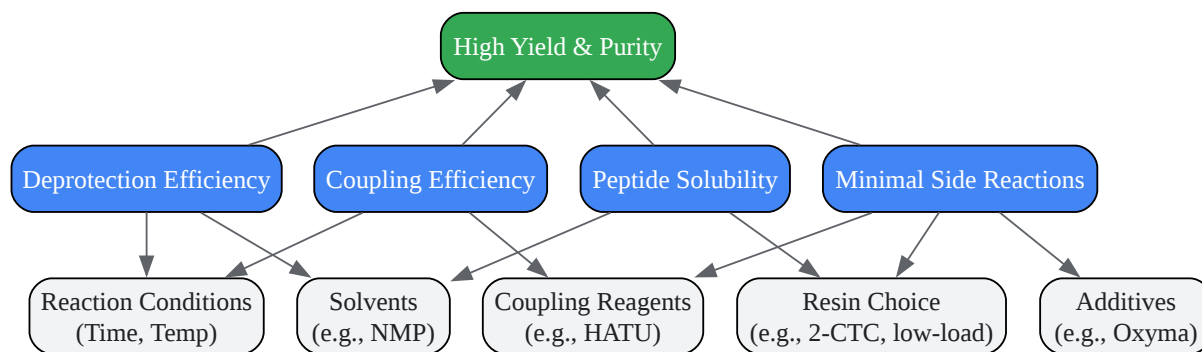 High Yield & Purity
Deprotection Efficiency
Coupling Efficiency
Peptide Solubility
Minimal Side Reactions
Reaction Conditions
(Time, Temp)
Solvents
(e.g., NMP)
Coupling Reagents
(e.g., HATU)
Resin Choice
(e.g., 2-CTC, low-load)
Additives
(e.g., Oxyma)